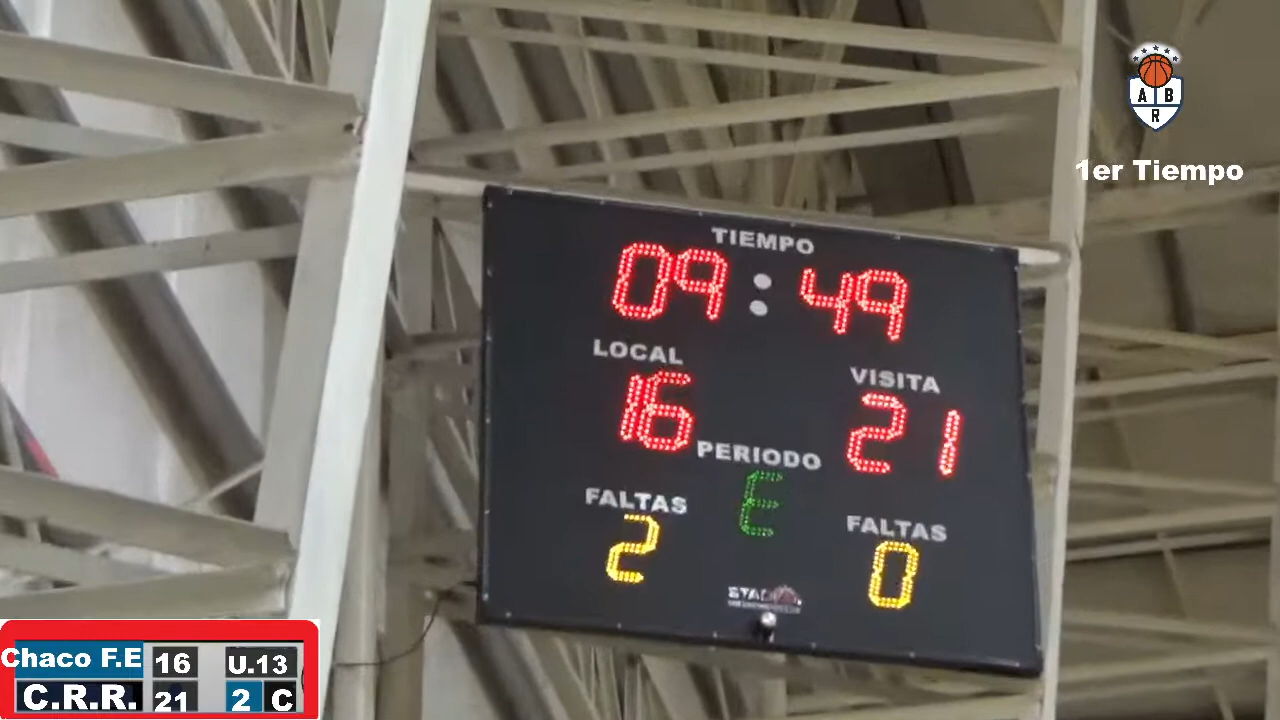 A B
R
1er Tiempo
TIEMPO
09:49
LOCAL
VISITA
16
21
PERIODO
E
FALTAS
FALTAS
2
0
Chaco F.E 16 U.13
C.R.R. 21 2 C